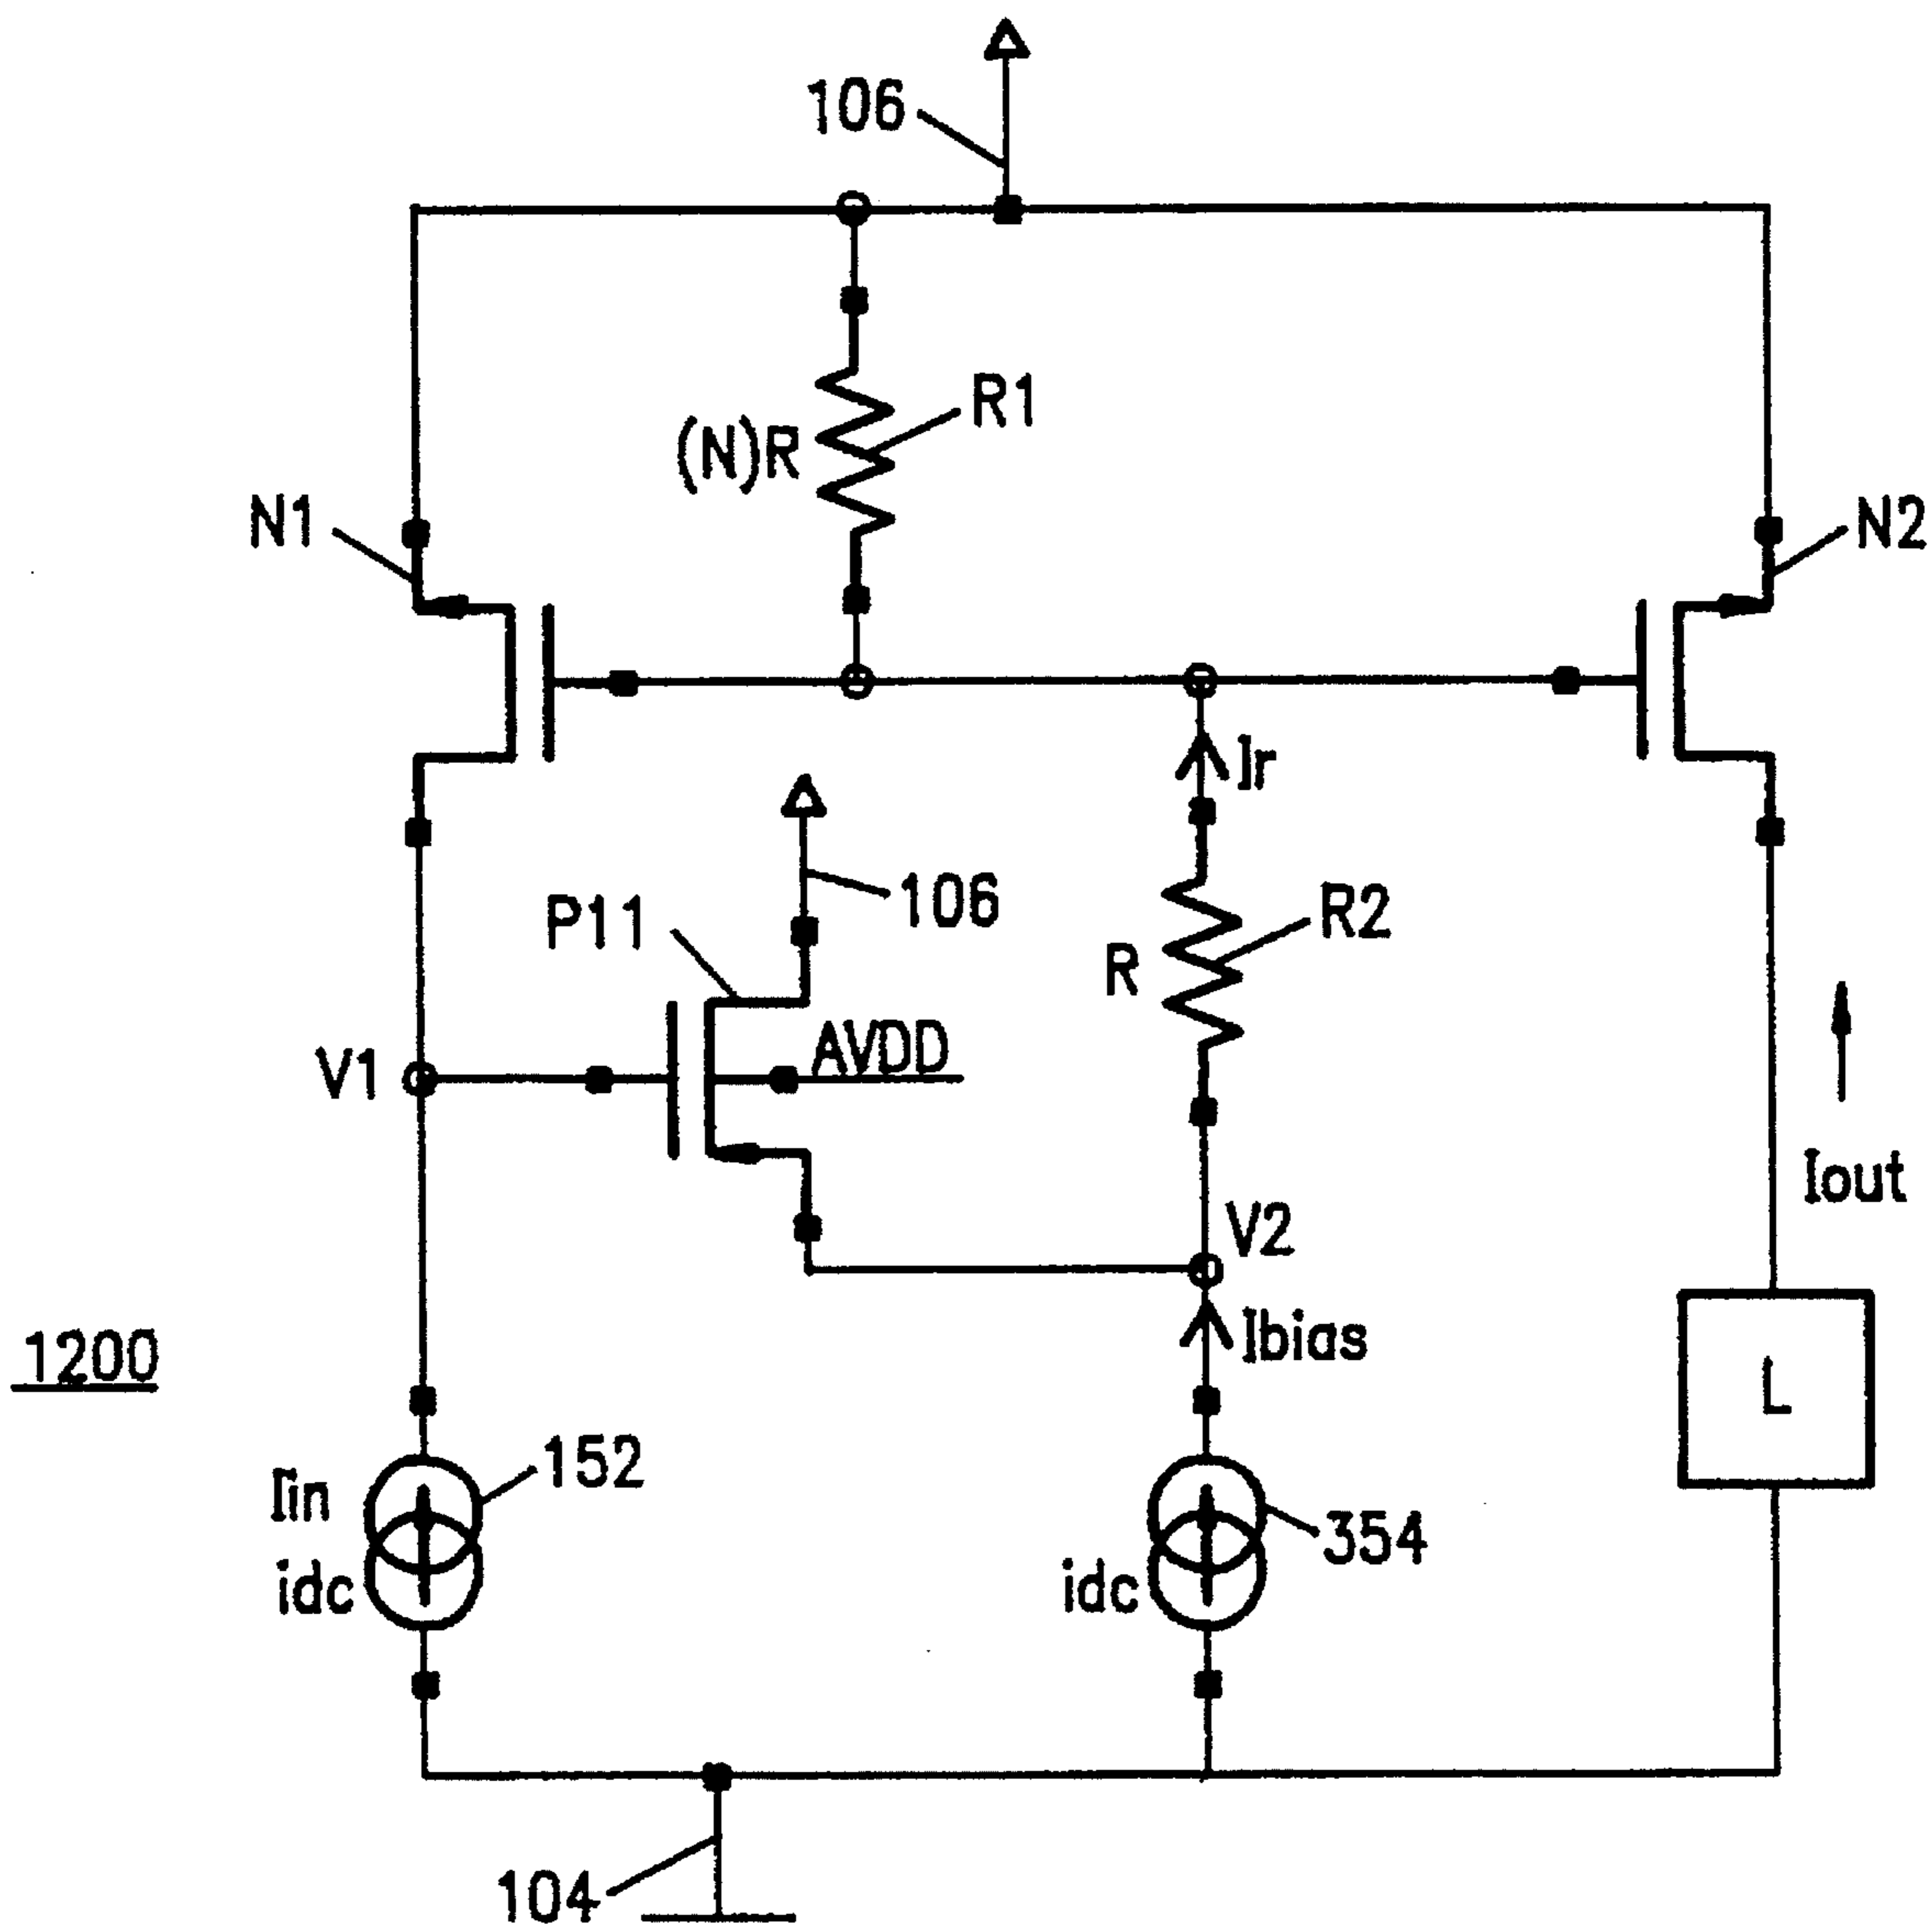 106
R1
(N)R
N1
N2
Ir
P11
106
R2
R
AVDD
V1
Iout
V2
Ibias
1200
L
152
Iin
354
idc
idc
104